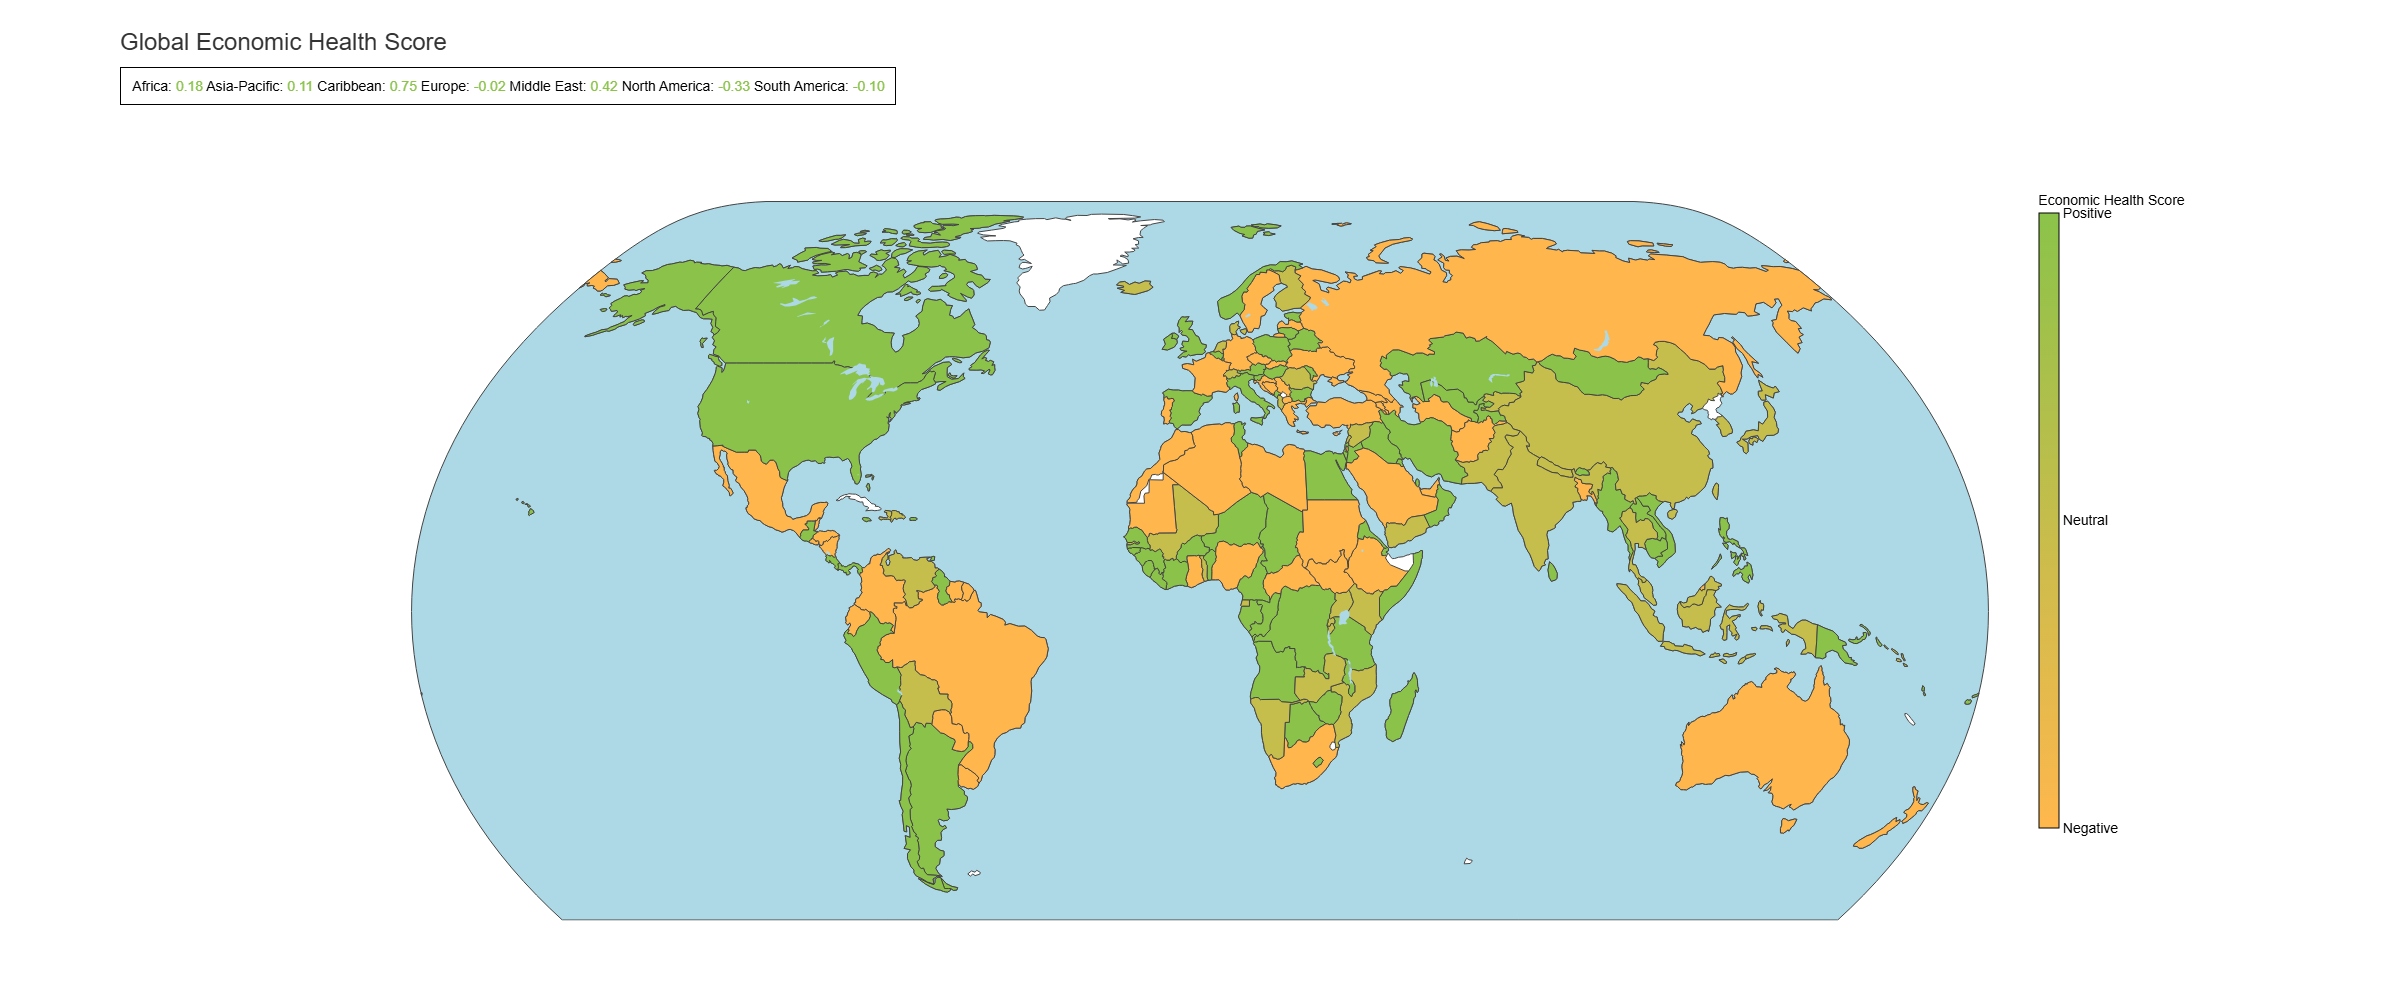 Global Economic Health Score
Africa: 0.18 Asia-Pacific: 0.11 Caribbean: 0.75 Europe: -0.02 Middle East: 0.42 North America: -0.33 South America: -0.10
Economic Health Score
Positive
Neutral
Negative